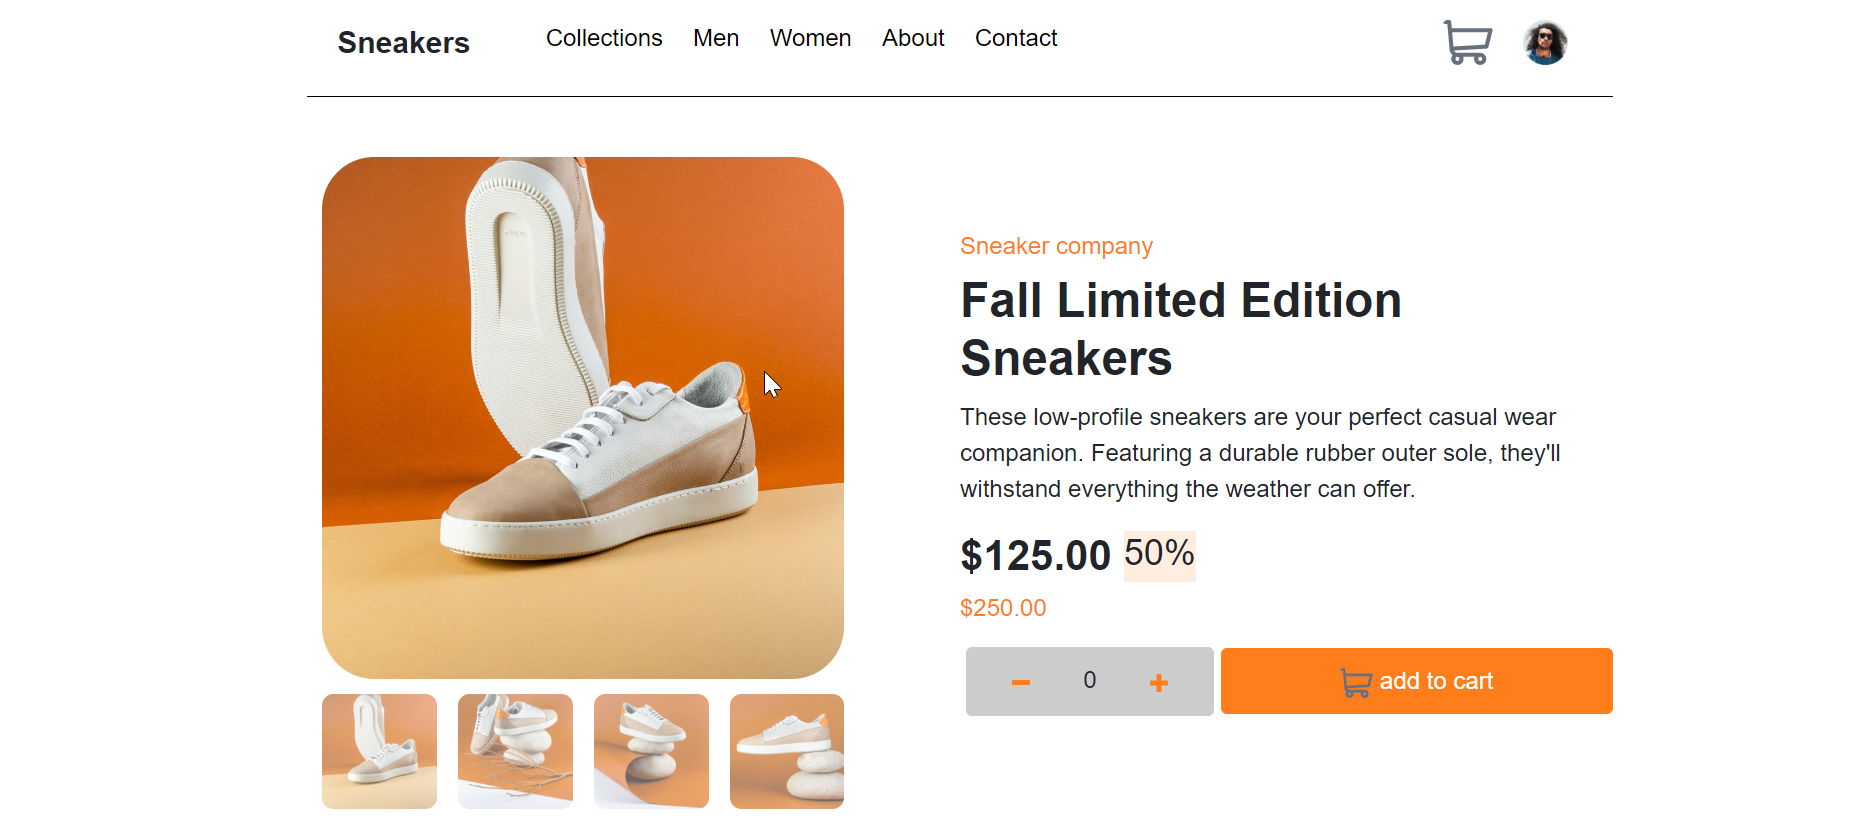 Sneakers
Collections Men Women About Contact
Sneaker company
Fall Limited Edition
Sneakers
These low-profile sneakers are your perfect casual wear
companion. Featuring a durable rubber outer sole, they'll
withstand everything the weather can offer.
$125.00 50%
$250.00
0
add to cart